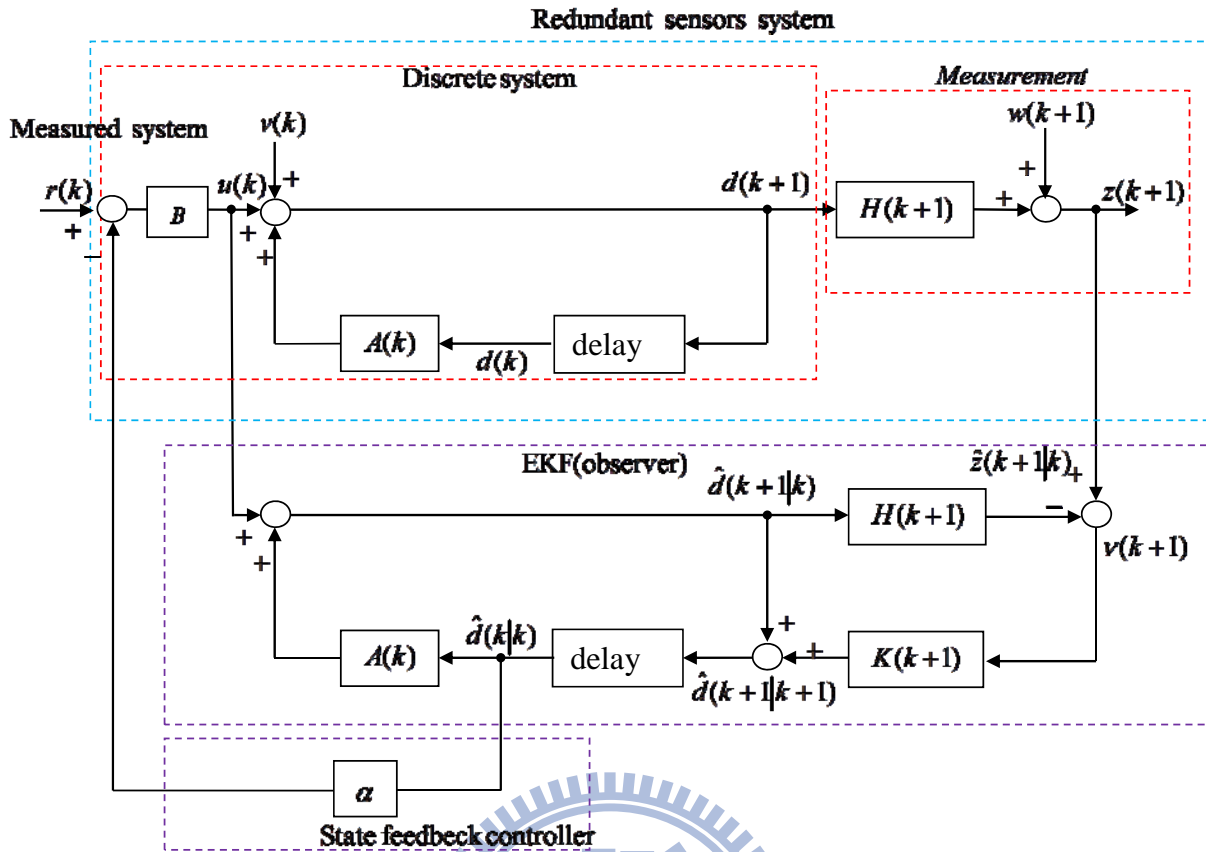 Redundant sensors system
Discrete system
Measurement
Measured system
v(k)
w(k+1)
r(k)
+
−
B
u(k)
+
+
+
d(k+1)
H(k+1)
+
+
z(k+1)
A(k)
d(k)
delay
EKF(observer)
d̂(k+1|k)
ẑ(k+1|k)
+
H(k+1)
−
ν(k+1)
+
+
A(k)
d̂(k|k)
delay
+
+
d̂(k+1|k+1)
K(k+1)
α
State feedbeck controller